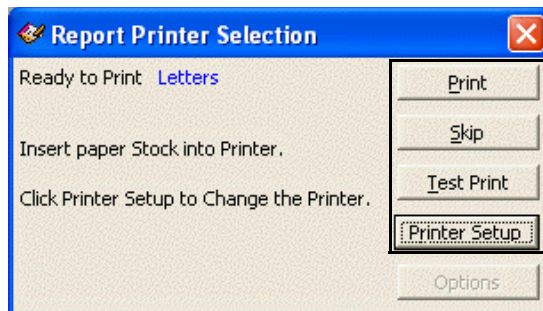 Report Printer Selection
Ready to Print Letters
Print
Skip
Insert paper Stock into Printer.
Test Print
Click Printer Setup to Change the Printer.
Printer Setup
Options